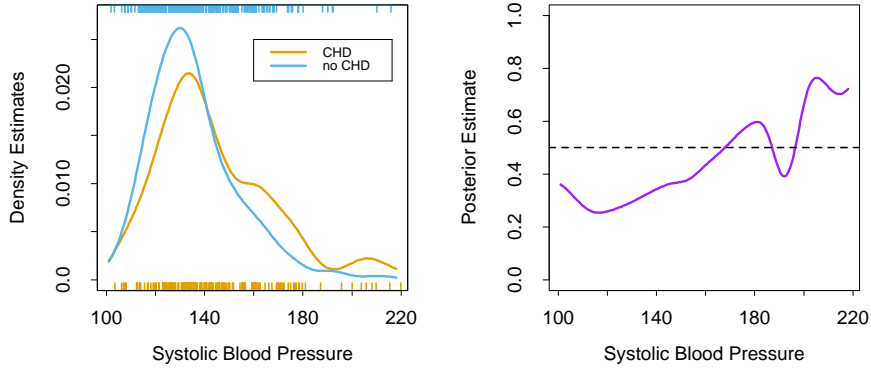 CHD
no CHD
Density Estimates
0.0
0.010
0.020
100
140
180
220
Systolic Blood Pressure
Posterior Estimate
0.0
0.2
0.4
0.6
0.8
1.0
100
140
180
220
Systolic Blood Pressure